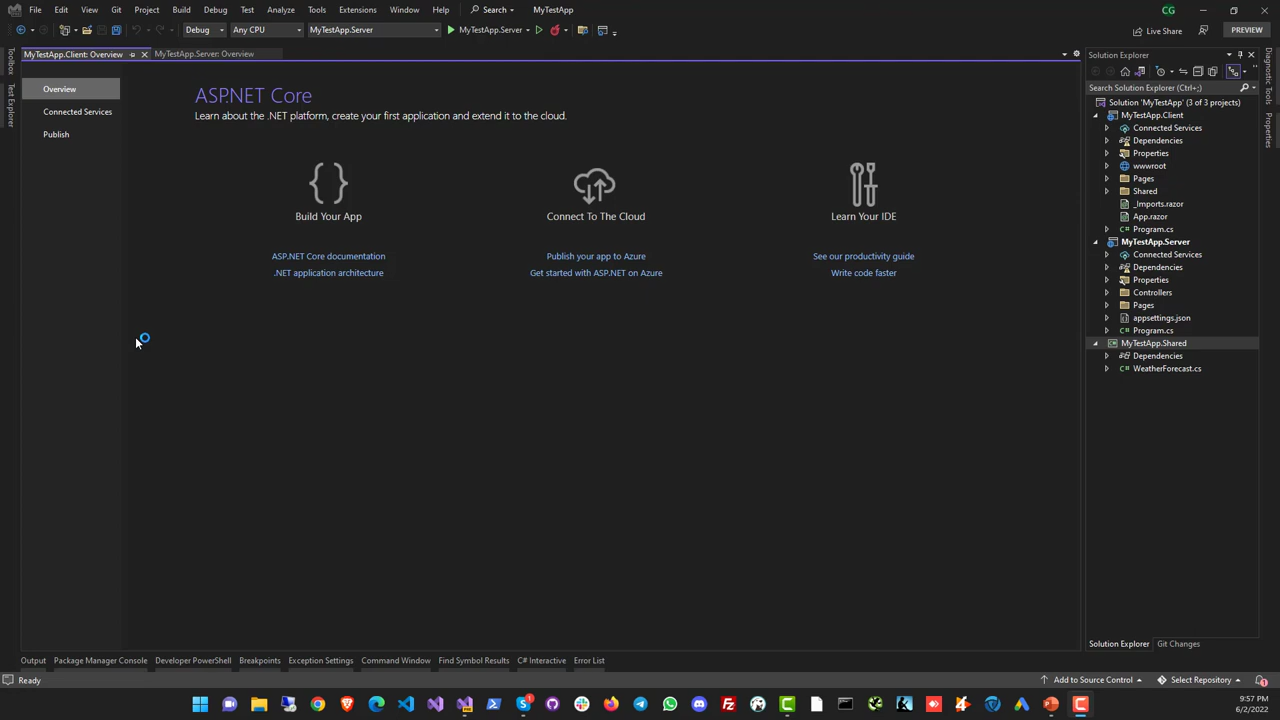 File Edit View Git Project Build Debug Test Analyze Tools Extensions Window Help Search MyTestApp CG
Debug Any CPU MyTestApp.Server MyTestApp.Server Live Share PREVIEW
MyTestApp.Client: Overview MyTestApp.Server: Overview
Toolbox
Test Explorer
Overview
Connected Services
Publish
ASP.NET Core
Learn about the .NET platform, create your first application and extend it to the cloud.
Build Your App
ASP.NET Core documentation
.NET application architecture
Connect To The Cloud
Publish your app to Azure
Get started with ASP.NET on Azure
Learn Your IDE
See our productivity guide
Write code faster
Solution Explorer
Search Solution Explorer (Ctrl+;)
Solution 'MyTestApp' (3 of 3 projects)
MyTestApp.Client
Connected Services
Dependencies
Properties
wwwroot
Pages
Shared
_Imports.razor
App.razor
C# Program.cs
MyTestApp.Server
Connected Services
Dependencies
Properties
Controllers
Pages
appsettings.json
C# Program.cs
MyTestApp.Shared
Dependencies
C# WeatherForecast.cs
Solution Explorer Git Changes
Diagnostic Tools
Properties
Output Package Manager Console Developer PowerShell Breakpoints Exception Settings Command Window Find Symbol Results C# Interactive Error List
Ready Add to Source Control Select Repository 1
9:57 PM
6/2/2022